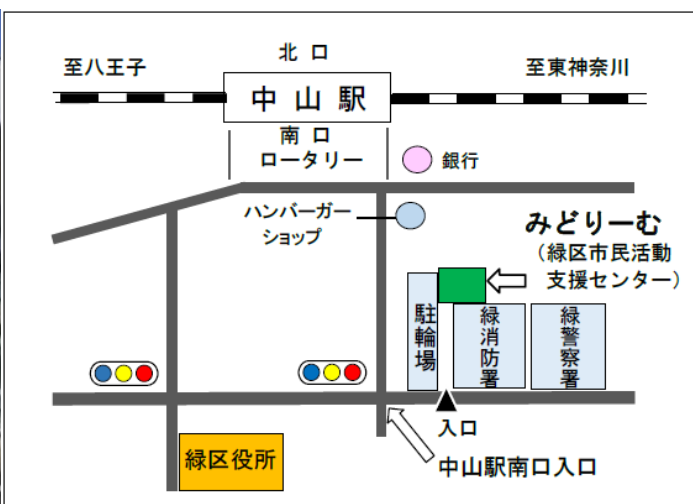 北 口
至八王子
至東神奈川
中 山 駅
南 口
ロータリー
銀行
ハンバーガー
ショップ
みどりーむ
（緑区市民活動
支援センター）
駐輪場
緑消防署
緑警察署
入口
緑区役所
中山駅南口入口